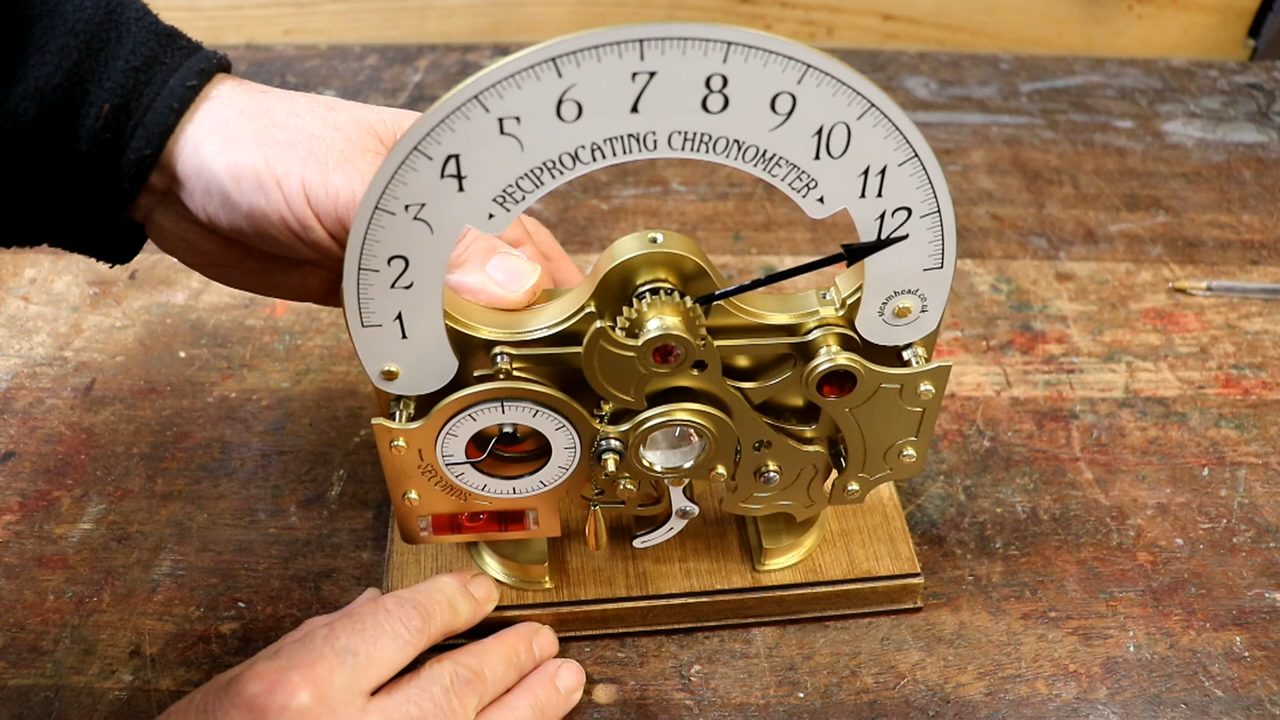 1 2 3 4 5 6 7 8 9 10 11 12
RECIPROCATING CHRONOMETER
steamhead.co.uk
SECONDS